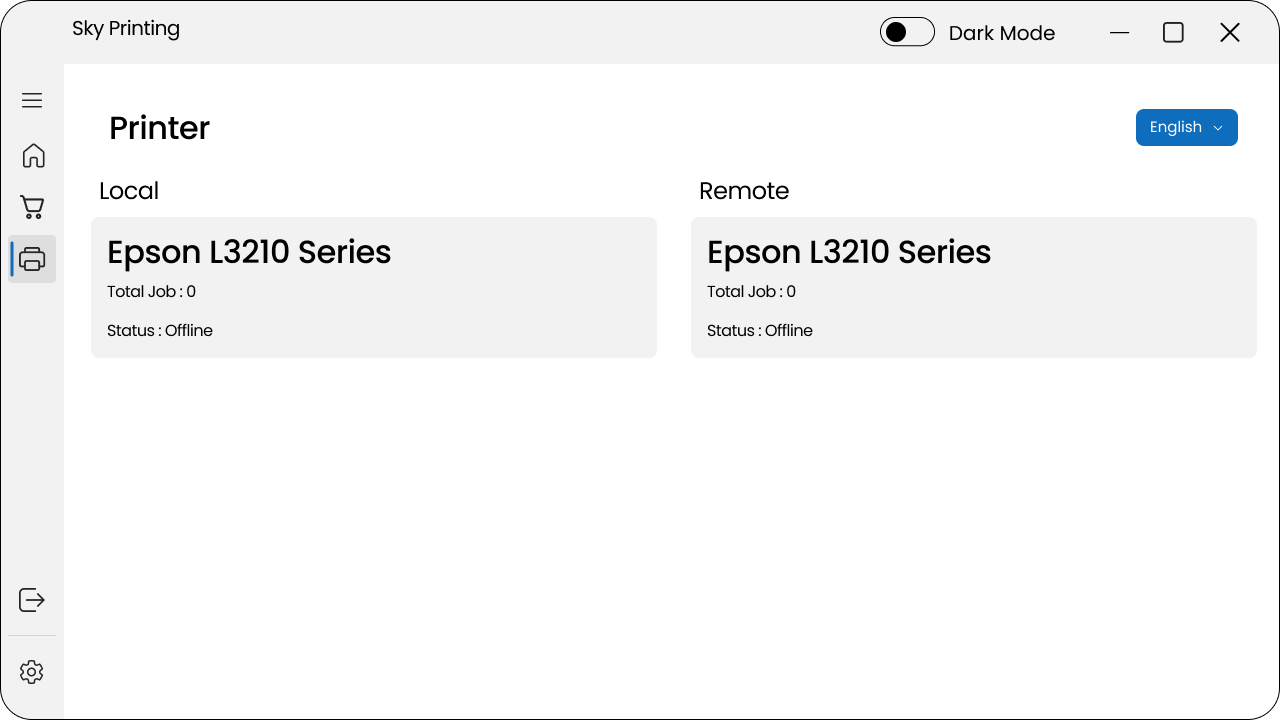 Sky Printing
Dark Mode
Printer
English
Local
Epson L3210 Series
Total Job : 0
Status : Offline
Remote
Epson L3210 Series
Total Job : 0
Status : Offline